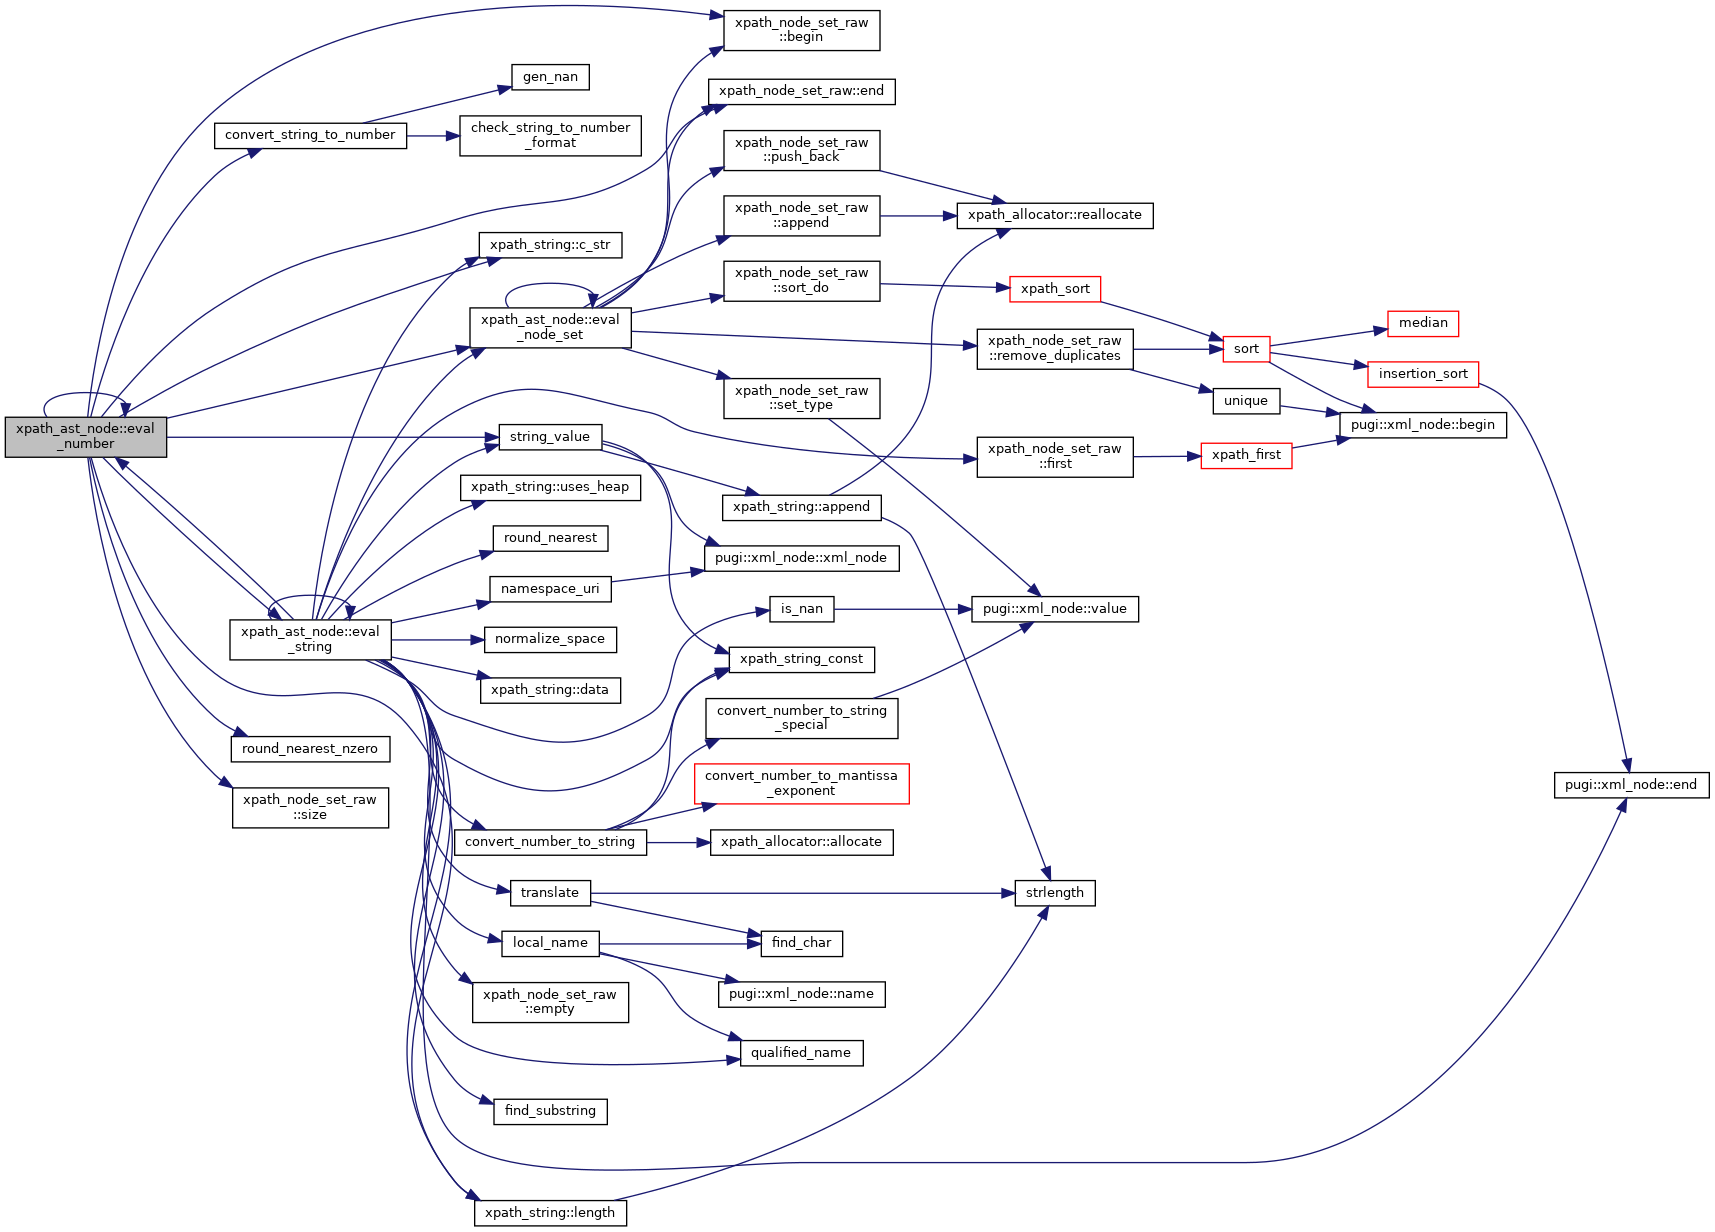 xpath_node_set_raw
::begin
gen_nan
xpath_node_set_raw::end
convert_string_to_number
check_string_to_number
_format
xpath_node_set_raw
::push_back
xpath_node_set_raw
::append
xpath_allocator::reallocate
xpath_string::c_str
xpath_node_set_raw
::sort_do
xpath_sort
xpath_ast_node::eval
_node_set
median
xpath_node_set_raw
::remove_duplicates
sort
insertion_sort
xpath_node_set_raw
::set_type
unique
pugi::xml_node::begin
xpath_ast_node::eval
_number
string_value
xpath_node_set_raw
::first
xpath_first
xpath_string::uses_heap
xpath_string::append
round_nearest
pugi::xml_node::xml_node
namespace_uri
is_nan
pugi::xml_node::value
xpath_ast_node::eval
_string
normalize_space
xpath_string_const
xpath_string::data
convert_number_to_string
_special
round_nearest_nzero
convert_number_to_mantissa
_exponent
pugi::xml_node::end
xpath_node_set_raw
::size
convert_number_to_string
xpath_allocator::allocate
translate
strlength
local_name
find_char
xpath_node_set_raw
::empty
pugi::xml_node::name
qualified_name
find_substring
xpath_string::length